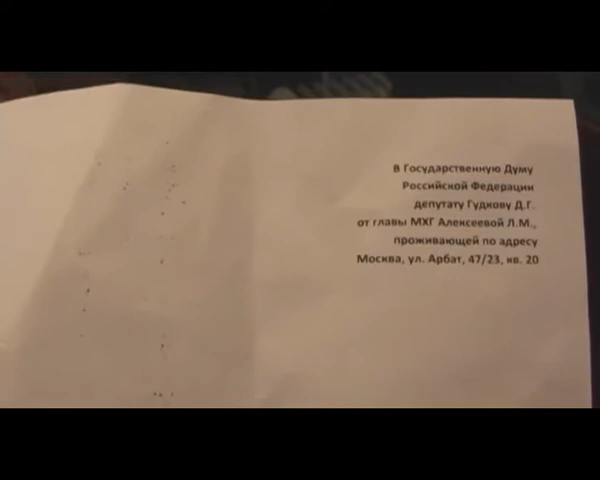 В Государственную Думу
Российской Федерации
депутату Гудкову Д.Г.
от главы МХГ Алексеевой Л.М.,
проживающей по адресу
Москва, ул. Арбат, 47/23, кв. 20